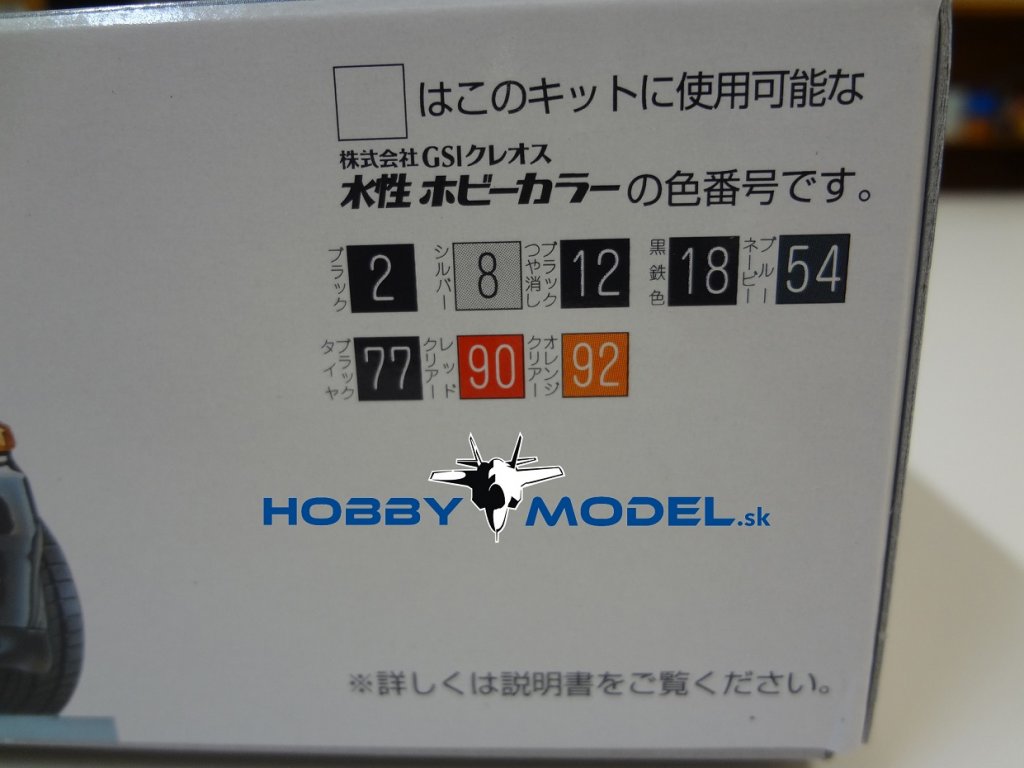 はこのキットに使用可能な
株式会社 GSIクレオス
水性 ホビーカラーの色番号です。
ブラック 2 シルバー 8 つや消しブラック 12 黒鉄色 18 ネービーブルー 54
タイヤブラック 77 クリアーレッド 90 クリアーオレンジ 92
HOBBY MODEL.sk
※詳しくは説明書をご覧ください。